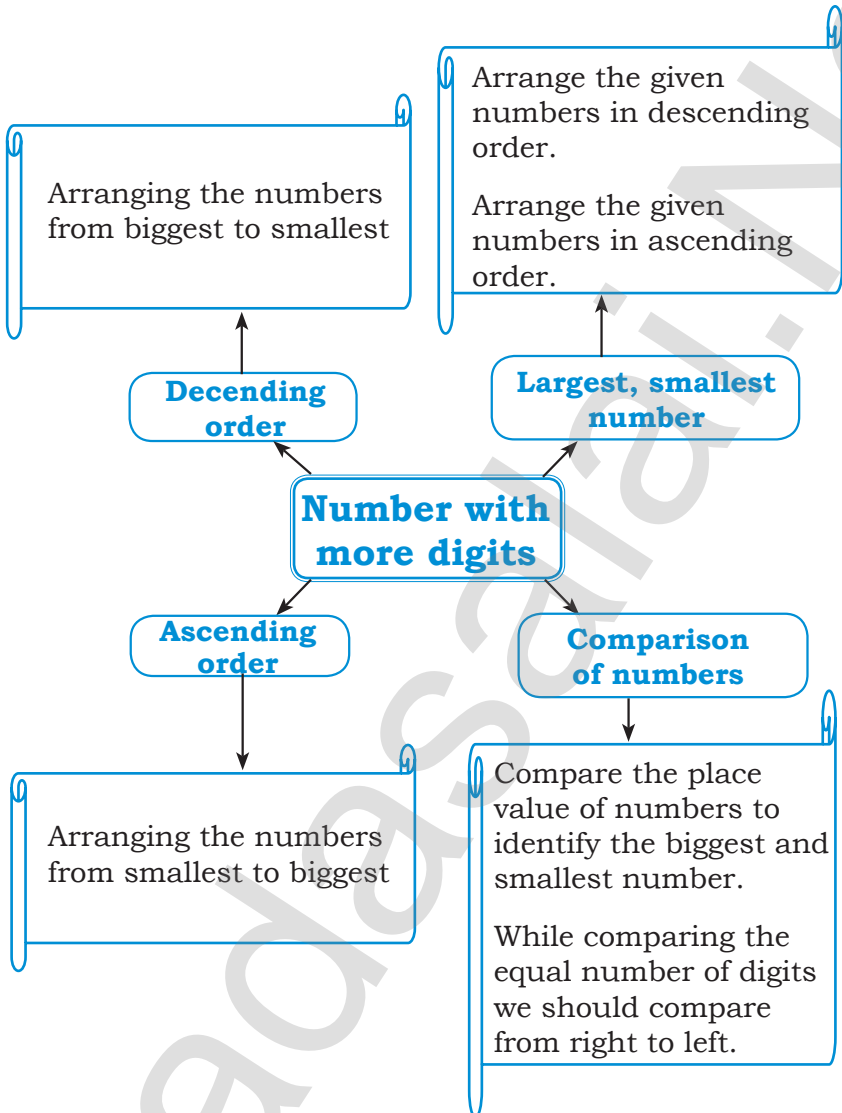 Arranging the numbers
from biggest to smallest
Arrange the given
numbers in descending
order.
Arrange the given
numbers in ascending
order.
Decending
order
Largest, smallest
number
Number with
more digits
Ascending
order
Comparison
of numbers
Arranging the numbers
from smallest to biggest
Compare the place
value of numbers to
identify the biggest and
smallest number.
While comparing the
equal number of digits
we should compare
from right to left.
adasalai.N